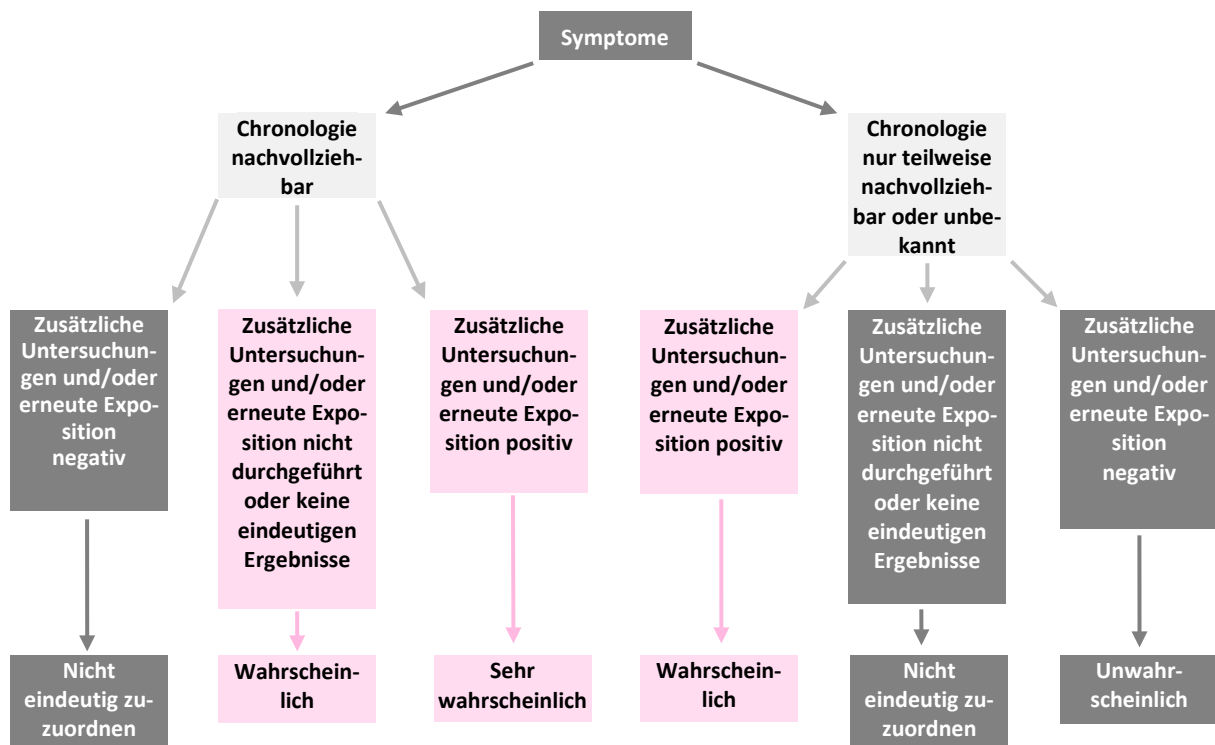 Symptome
Chronologie
nachvollzieh-
bar
Chronologie
nur teilweise
nachvollzieh-
bar oder unbe-
kannt
Zusätzliche
Untersuchun-
gen und/oder
erneute Expo-
sition
negativ
Zusätzliche
Untersuchun-
gen und/oder
erneute Expo-
sition nicht
durchgeführt
oder keine
eindeutigen
Ergebnisse
Zusätzliche
Untersuchun-
gen und/oder
erneute Expo-
sition positiv
Zusätzliche
Untersuchun-
gen und/oder
erneute Expo-
sition positiv
Zusätzliche
Untersuchun-
gen und/oder
erneute Expo-
sition nicht
durchgeführt
oder keine
eindeutigen
Ergebnisse
Zusätzliche
Untersuchun-
gen und/oder
erneute Expo-
sition
negativ
Nicht
eindeutig zu-
zuordnen
Wahrschein-
lich
Sehr
wahrscheinlich
Wahrschein-
lich
Nicht
eindeutig zu-
zuordnen
Unwahr-
scheinlich